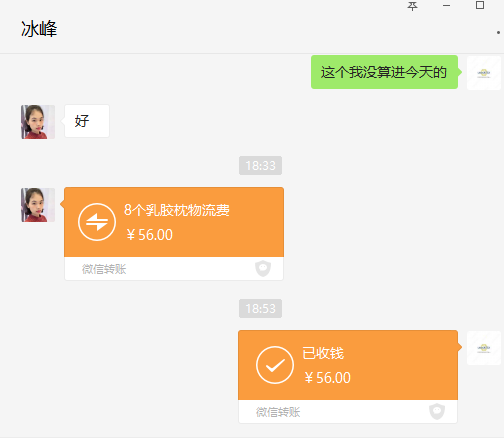 冰峰
这个我没算进今天的
好
18:33
8个乳胶枕物流费
￥56.00
微信转账
18:53
已收钱
￥56.00
微信转账